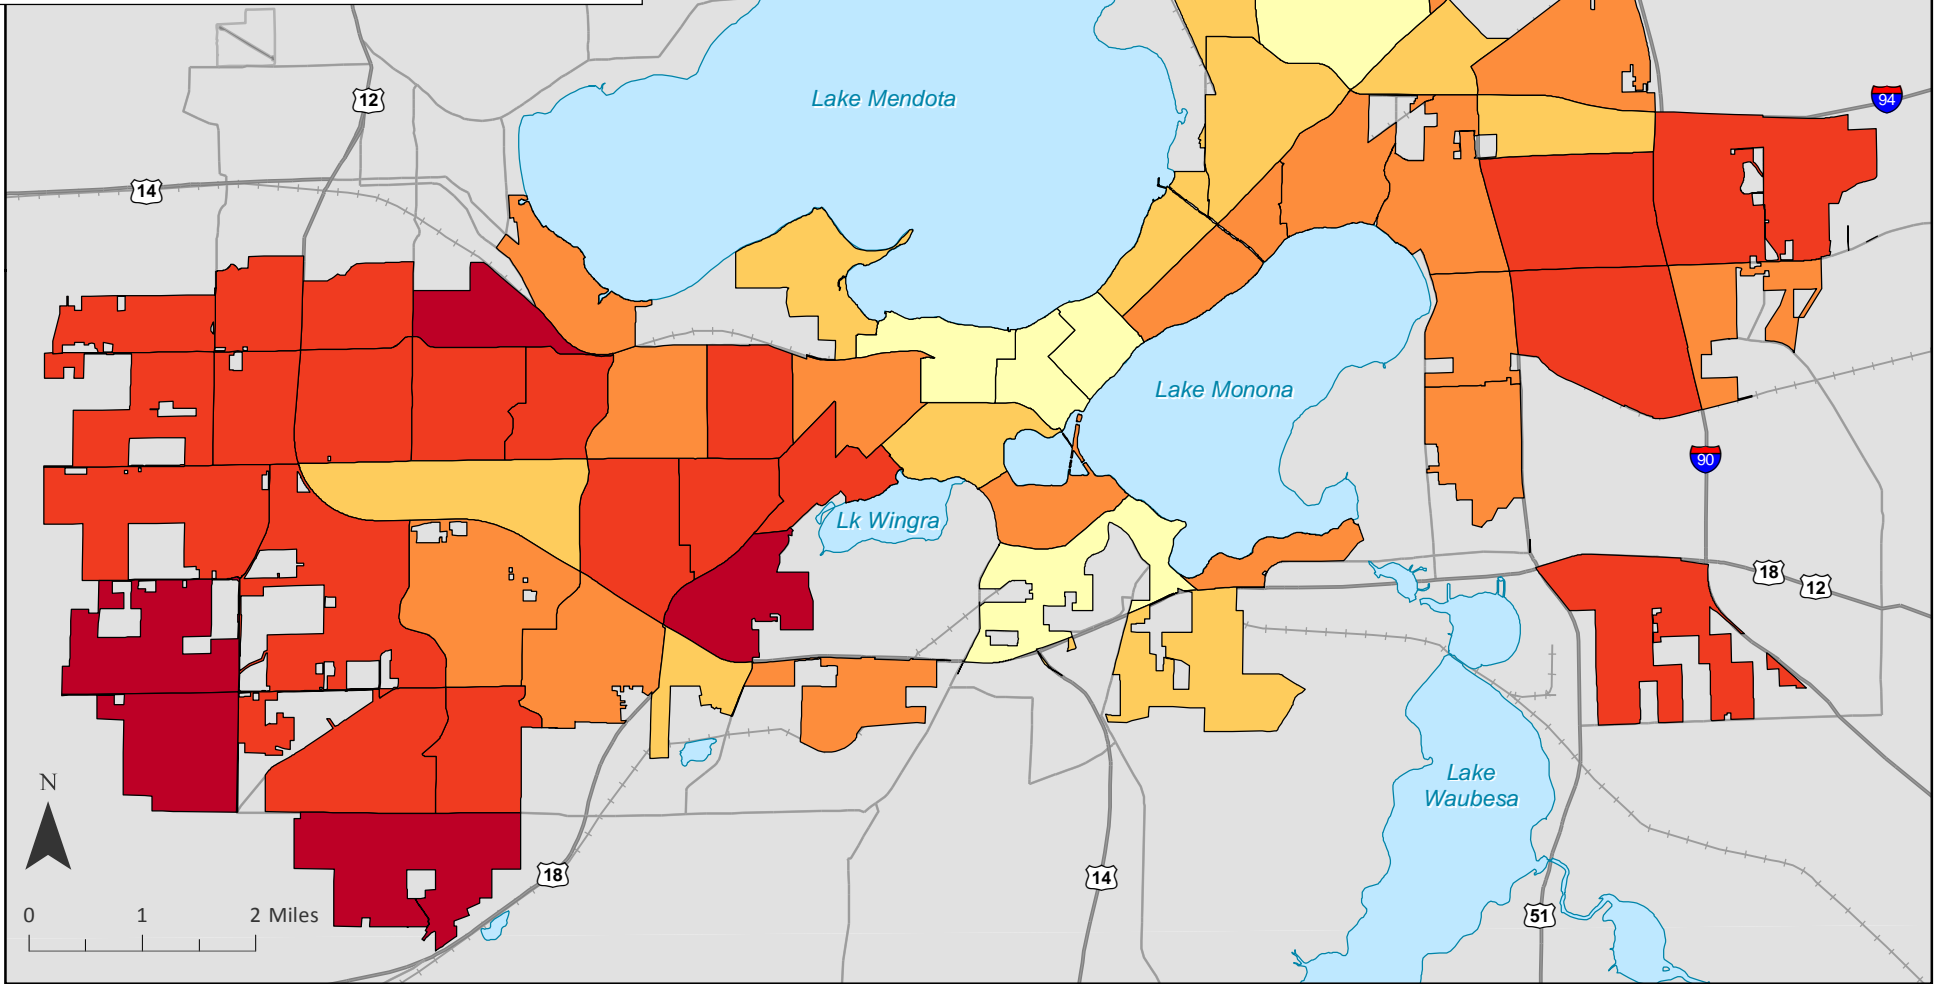 Lake Mendota
12
94
14
Lake Monona
90
Lk Wingra
18
12
Lake
Waubesa
N
18
14
0 1 2 Miles
51